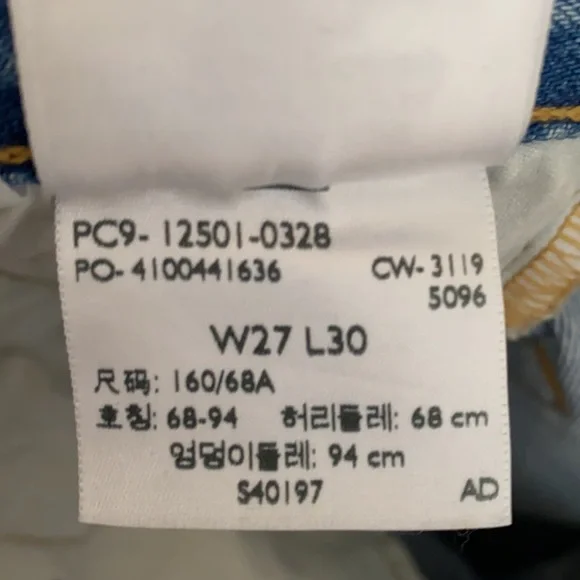 PC9- 12501-0328
PO- 4100441636 CW- 3119
5096
W27 L30
尺码: 160/68A
호칭: 68-94 허리둘레: 68 cm
엉덩이둘레: 94 cm
S40197 AD